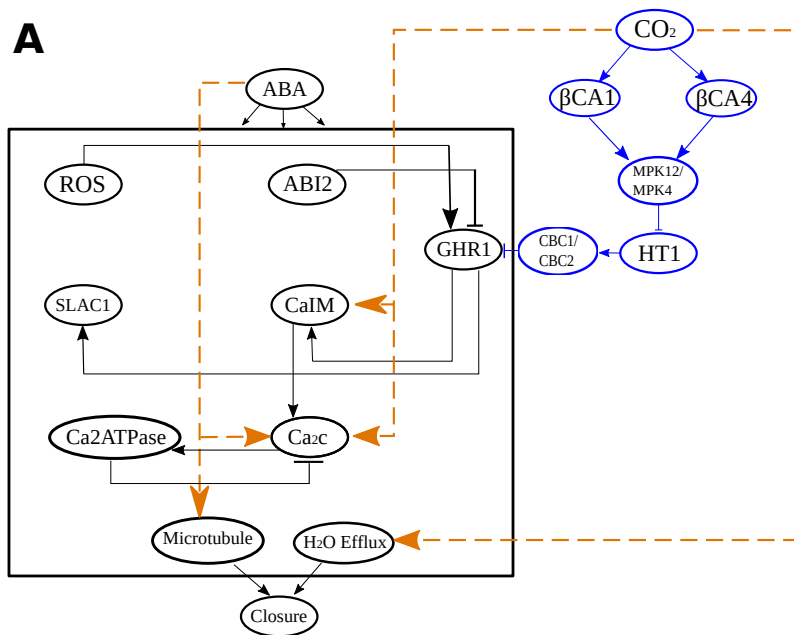 A
CO2
ABA
βCA1
βCA4
ROS
ABI2
MPK12/
MPK4
GHR1
CBC1/
CBC2
HT1
SLAC1
CaIM
Ca2ATPase
Ca2c
Microtubule
H2O Efflux
Closure